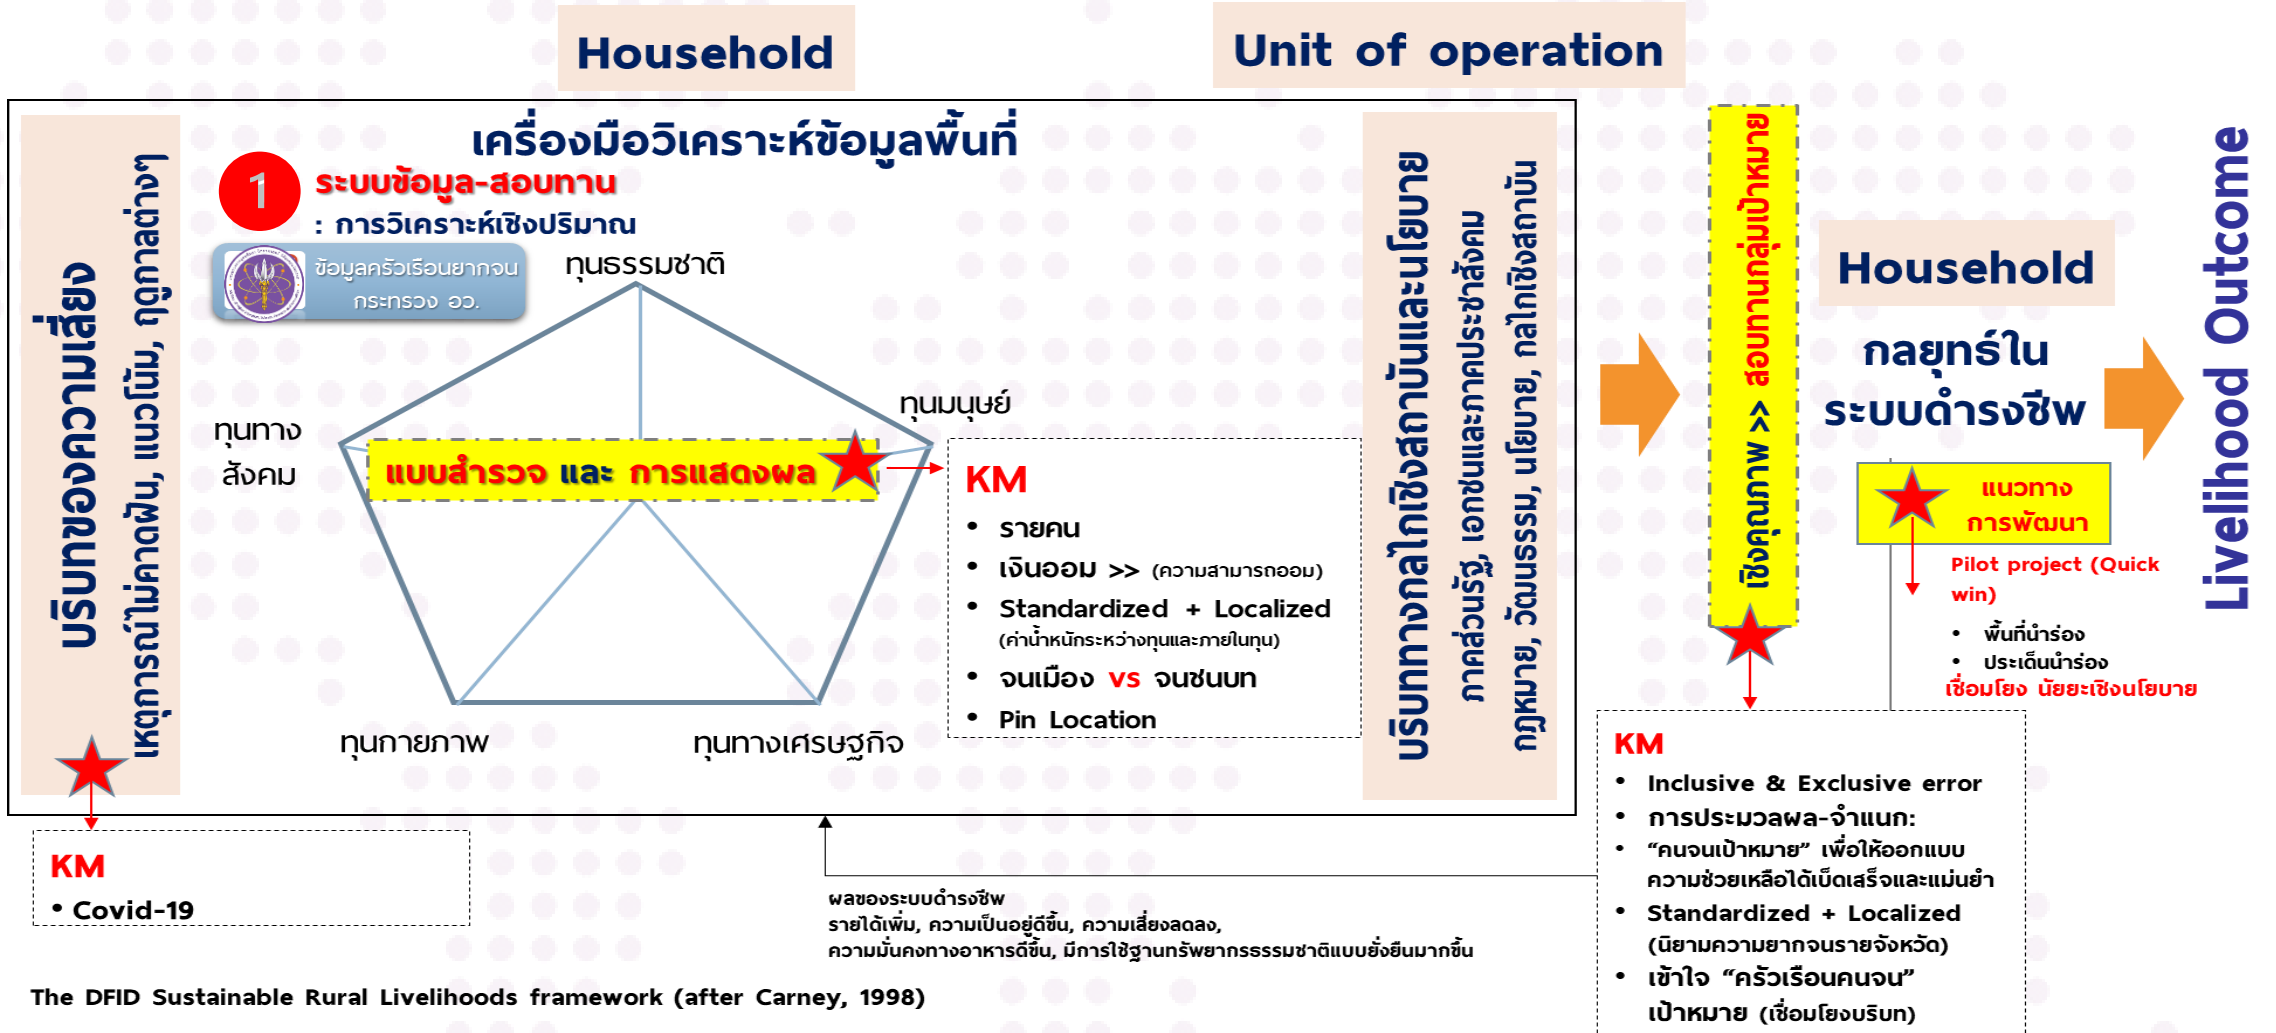 Household
Unit of operation
เครื่องมือวิเคราะห์ข้อมูลพื้นที่
1
ระบบข้อมูล-สอบทาน
: การวิเคราะห์เชิงปริมาณ
ข้อมูลครัวเรือนยากจน
กระทรวง อว.
บริบทของความเสี่ยง
เหตุการณ์ไม่คาดฝัน, แนวโน้ม, ฤดูกาลต่างๆ
KM
• Covid-19
ทุนธรรมชาติ
ทุนมนุษย์
ทุนทาง
สังคม
ทุนกายภาพ
ทุนทางเศรษฐกิจ
แบบสำรวจ และ การแสดงผล
KM
• รายคน
• เงินออม >> (ความสามารถออม)
• Standardized + Localized
(ค่าน้ำหนักระหว่างทุนและภายในทุน)
• จนเมือง vs จนชนบท
• Pin Location
บริบททางกลไกเชิงสถาบันและนโยบาย
ภาคส่วนรัฐ, เอกชนและภาคประชาสังคม
กฎหมาย, วัฒนธรรม, นโยบาย, กลไกเชิงสถาบัน
เชิงคุณภาพ >> สอบทานกลุ่มเป้าหมาย
Household
กลยุทธ์ใน
ระบบดำรงชีพ
แนวทาง
การพัฒนา
Pilot project (Quick
win)
• พื้นที่นำร่อง
• ประเด็นนำร่อง
เชื่อมโยง นัยยะเชิงนโยบาย
Livelihood Outcome
KM
• Inclusive & Exclusive error
• การประมวลผล-จำแนก:
• “คนจนเป้าหมาย” เพื่อให้ออกแบบ
ความช่วยเหลือได้เบ็ดเสร็จและแม่นยำ
• Standardized + Localized
(นิยามความยากจนรายจังหวัด)
• เข้าใจ “ครัวเรือนคนจน”
เป้าหมาย (เชื่อมโยงบริบท)
ผลของระบบดำรงชีพ
รายได้เพิ่ม, ความเป็นอยู่ดีขึ้น, ความเสี่ยงลดลง,
ความมั่นคงทางอาหารดีขึ้น, มีการใช้ฐานทรัพยากรธรรมชาติแบบยั่งยืนมากขึ้น
The DFID Sustainable Rural Livelihoods framework (after Carney, 1998)